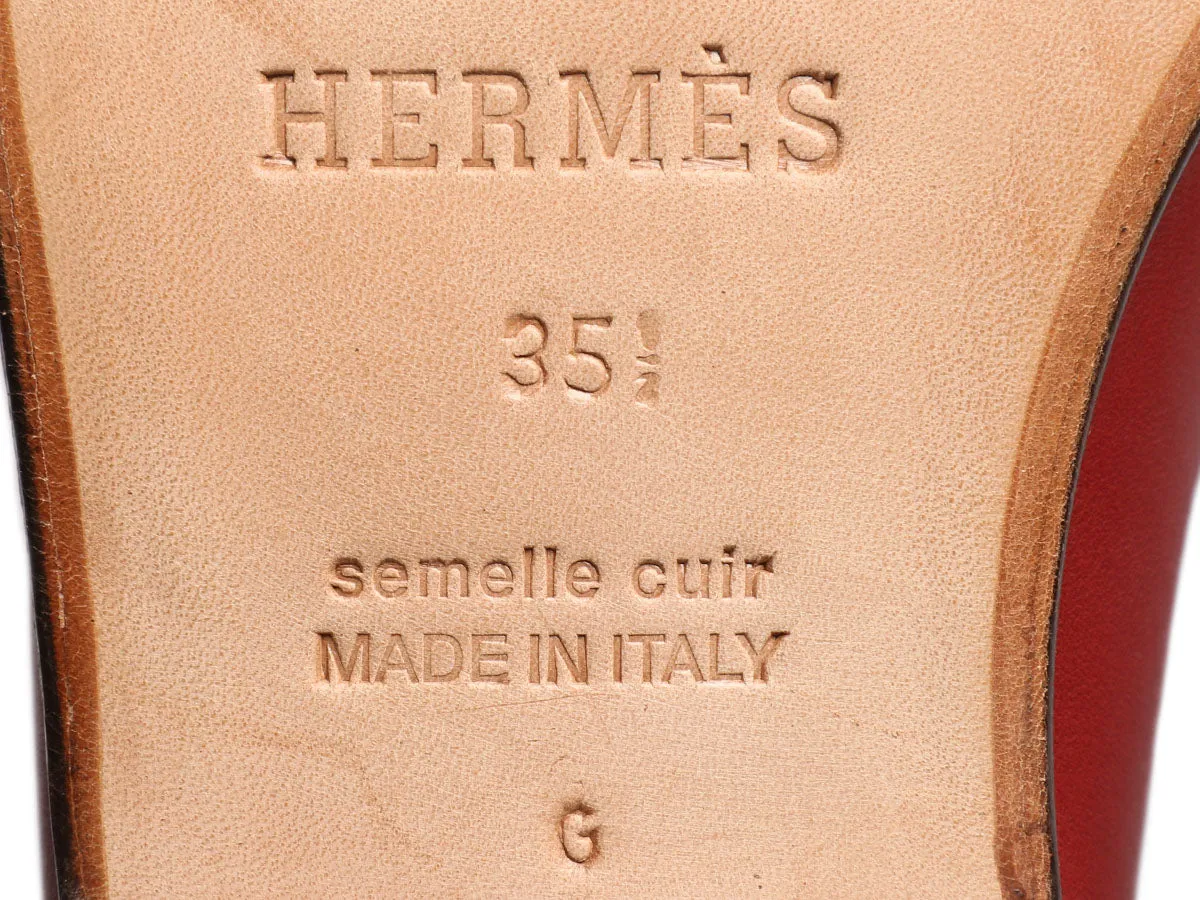 HERMÈS
35½
semelle cuir
MADE IN ITALY
G